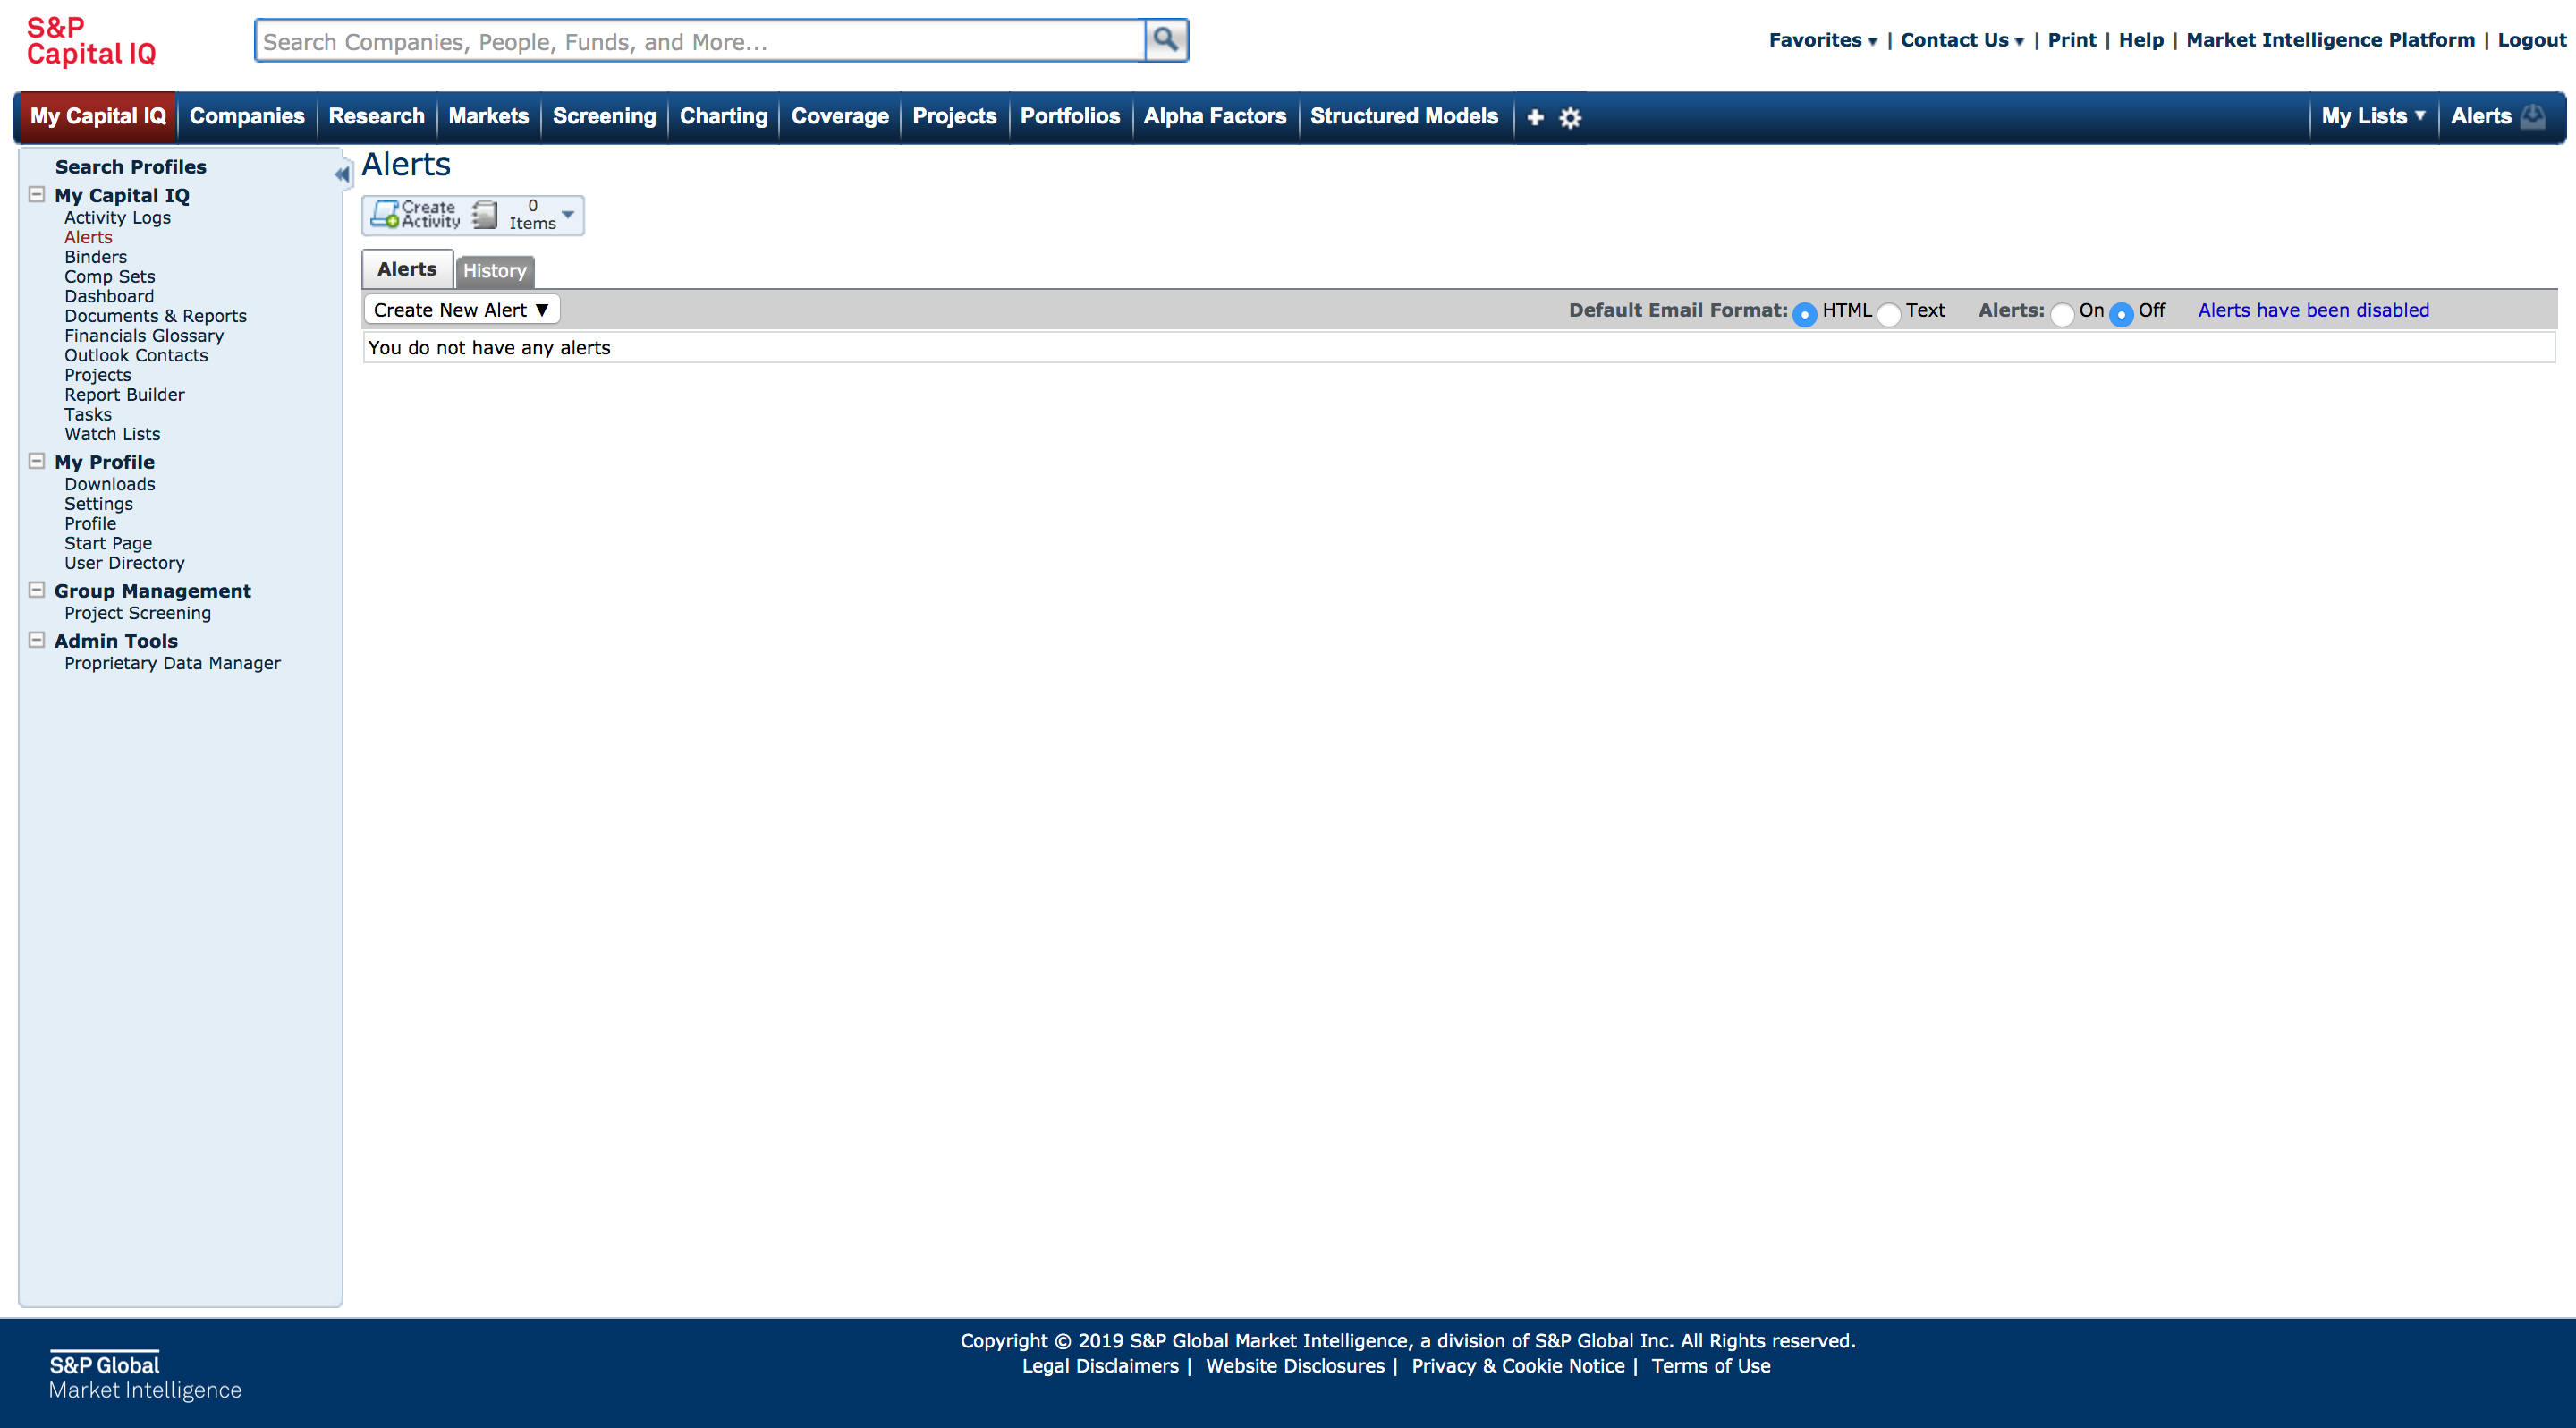 S&P
Capital IQ
Search Companies, People, Funds, and More...
Favorites ▾ | Contact Us ▾ | Print | Help | Market Intelligence Platform | Logout
My Capital IQ Companies Research Markets Screening Charting Coverage Projects Portfolios Alpha Factors Structured Models My Lists ▼ Alerts
Search Profiles
My Capital IQ
Activity Logs
Alerts
Binders
Comp Sets
Dashboard
Documents & Reports
Financials Glossary
Outlook Contacts
Projects
Report Builder
Tasks
Watch Lists
My Profile
Downloads
Settings
Profile
Start Page
User Directory
Group Management
Project Screening
Admin Tools
Proprietary Data Manager
Alerts
Create
Activity
0
Items
Alerts History
Create New Alert ▼ Default Email Format: HTML Text Alerts: On Off Alerts have been disabled
You do not have any alerts
S&P Global
Market Intelligence
Copyright © 2019 S&P Global Market Intelligence, a division of S&P Global Inc. All Rights reserved.
Legal Disclaimers | Website Disclosures | Privacy & Cookie Notice | Terms of Use